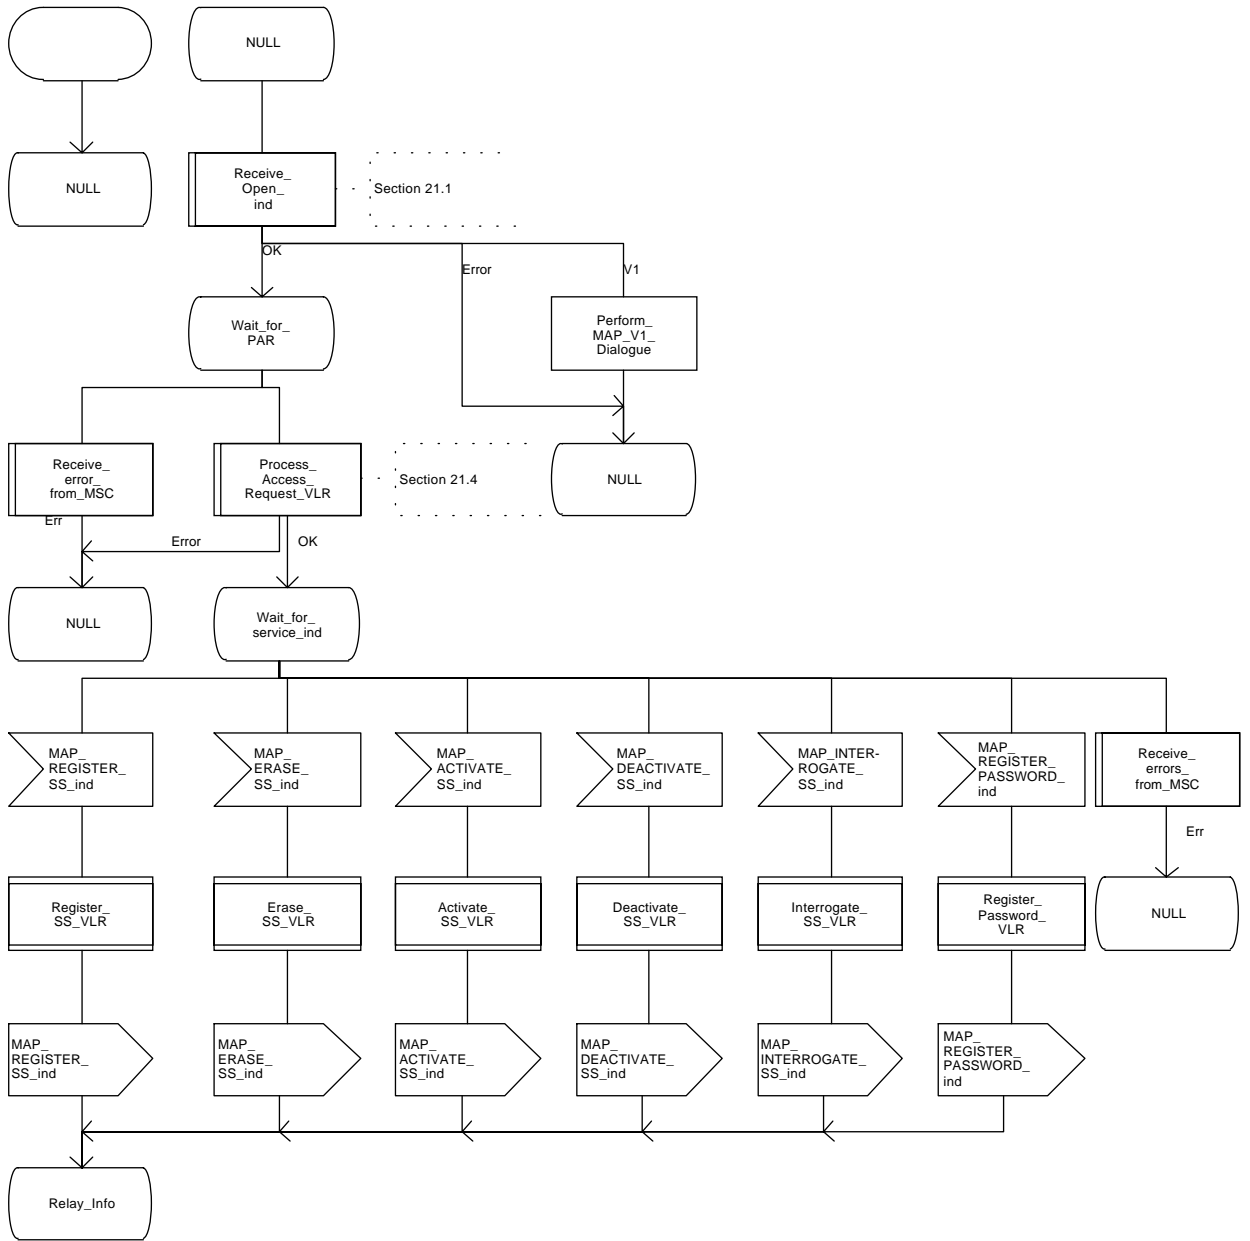 NULL
NULL
Receive_
Open_
ind
Section 21.1
OK
Error
V1
Wait_for_
PAR
Perform_
MAP_V1_
Dialogue
Receive_
error_
from_MSC
Process_
Access_
Request_VLR
Section 21.4
NULL
Err
Error
OK
NULL
Wait_for_
service_ind
MAP_
REGISTER_
SS_ind
MAP_
ERASE_
SS_ind
MAP_
ACTIVATE_
SS_ind
MAP_
DEACTIVATE_
SS_ind
MAP_INTER-
ROGATE_
SS_ind
MAP_
REGISTER_
PASSWORD_
ind
Receive_
errors_
from_MSC
Err
Register_
SS_VLR
Erase_
SS_VLR
Activate_
SS_VLR
Deactivate_
SS_VLR
Interrogate_
SS_VLR
Register_
Password_
VLR
NULL
MAP_
REGISTER_
SS_ind
MAP_
ERASE_
SS_ind
MAP_
ACTIVATE_
SS_ind
MAP_
DEACTIVATE_
SS_ind
MAP_
INTERROGATE_
SS_ind
MAP_
REGISTER_
PASSWORD_
ind
Relay_Info